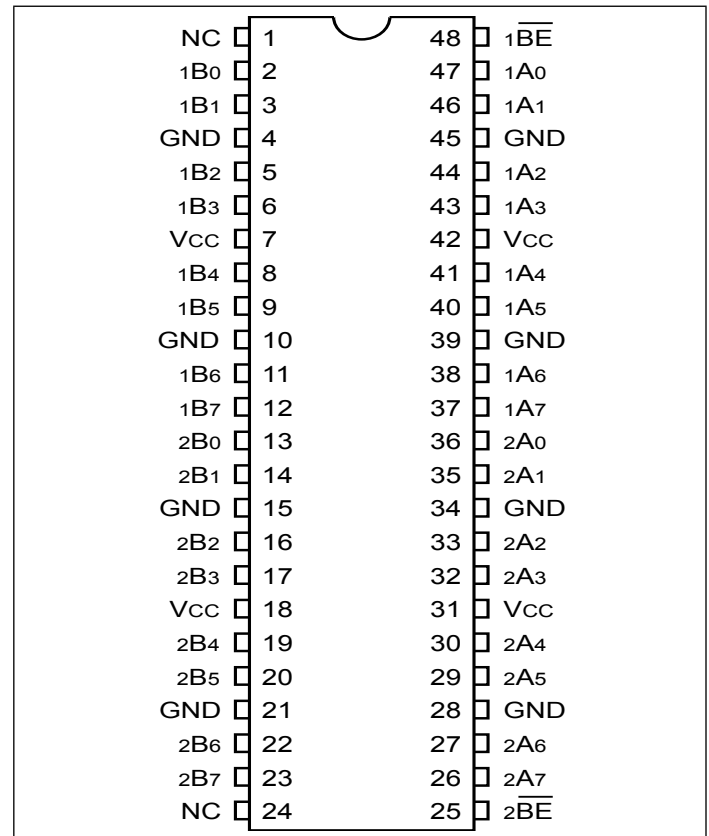 NC 1 48 1B̅E̅
1B0 2 47 1A0
1B1 3 46 1A1
GND 4 45 GND
1B2 5 44 1A2
1B3 6 43 1A3
VCC 7 42 VCC
1B4 8 41 1A4
1B5 9 40 1A5
GND 10 39 GND
1B6 11 38 1A6
1B7 12 37 1A7
2B0 13 36 2A0
2B1 14 35 2A1
GND 15 34 GND
2B2 16 33 2A2
2B3 17 32 2A3
VCC 18 31 VCC
2B4 19 30 2A4
2B5 20 29 2A5
GND 21 28 GND
2B6 22 27 2A6
2B7 23 26 2A7
NC 24 25 2B̅E̅